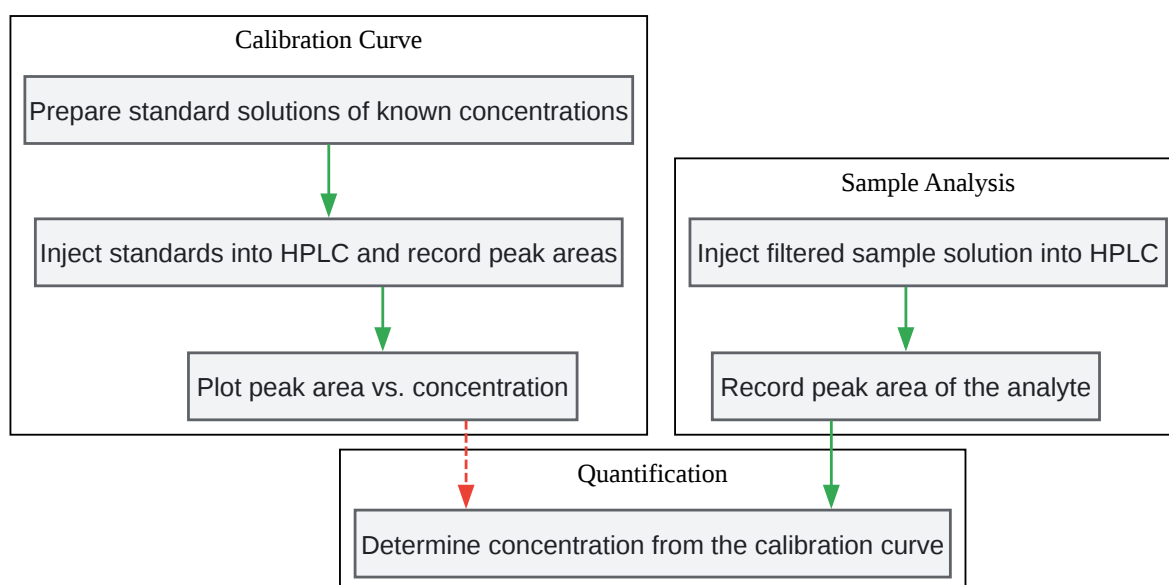 Calibration Curve
Prepare standard solutions of known concentrations
Inject standards into HPLC and record peak areas
Plot peak area vs. concentration
Sample Analysis
Inject filtered sample solution into HPLC
Record peak area of the analyte
Quantification
Determine concentration from the calibration curve